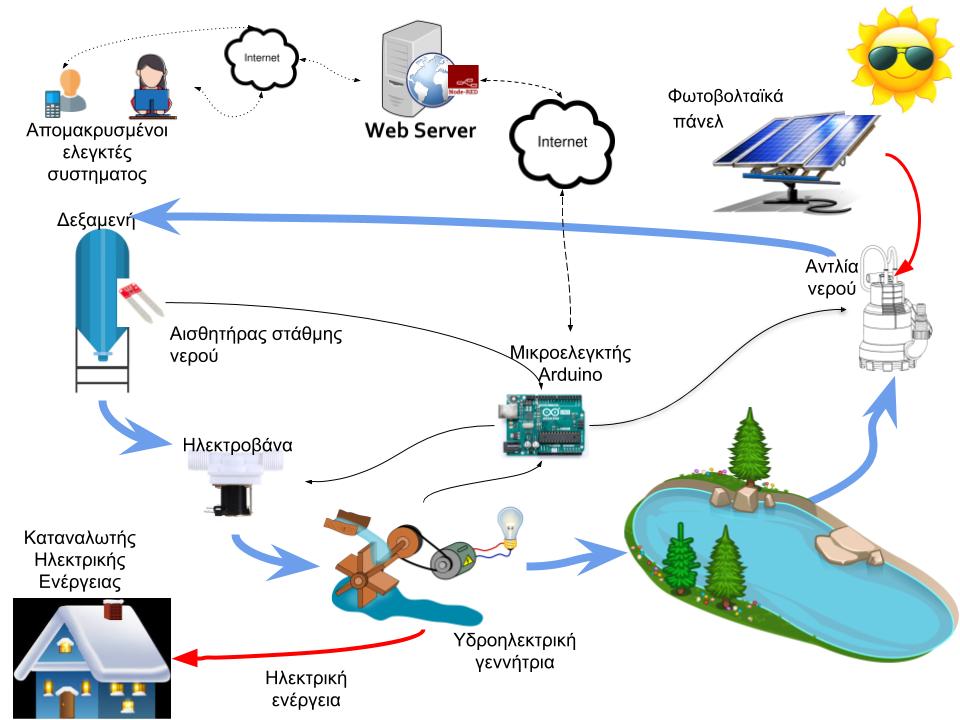 Internet
Node-RED
Web Server
Internet
Απομακρυσμένοι
ελεγκτές
συστηματος
Φωτοβολταϊκά
πάνελ
Δεξαμενή
Αντλία
νερού
Αισθητήρας στάθμης
νερού
Μικροελεγκτής
Arduino
Ηλεκτροβάνα
Καταναλωτής
Ηλεκτρικής
Ενέργειας
Υδροηλεκτρική
γεννήτρια
Ηλεκτρική
ενέργεια